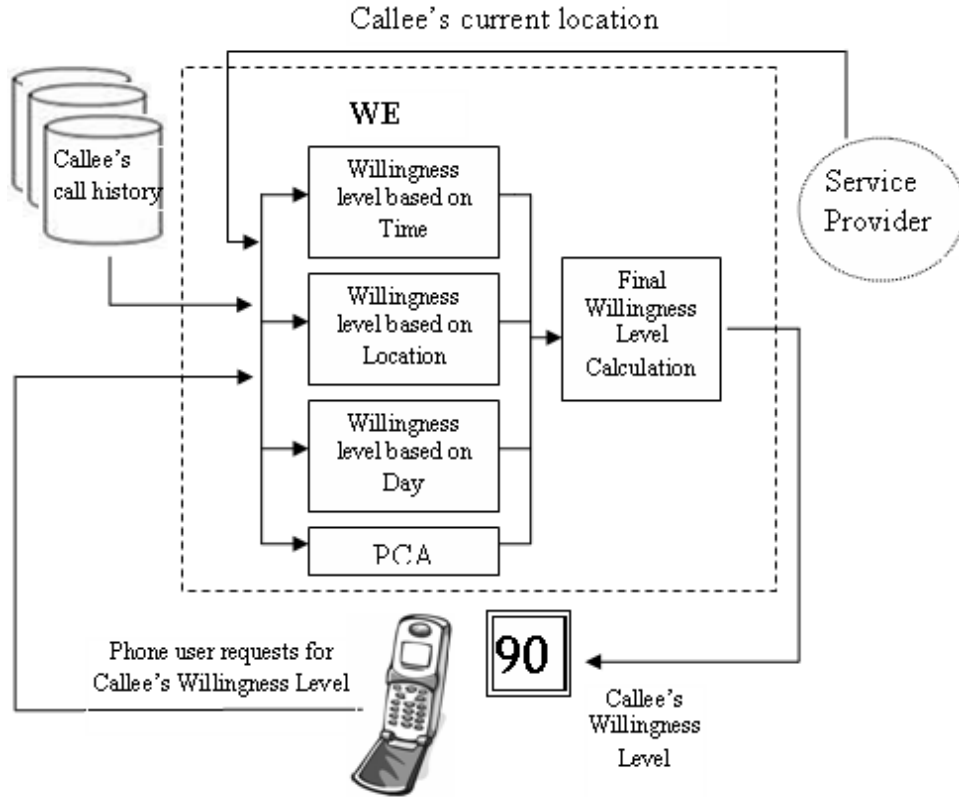 Callee's current location
WE
Callee's
call history
Willingness
level based on
Time
Service
Provider
Willingness
level based on
Location
Final
Willingness
Level
Calculation
Willingness
level based on
Day
PCA
Phone user requests for
Callee's Willingness Level
90
Callee's
Willingness
Level